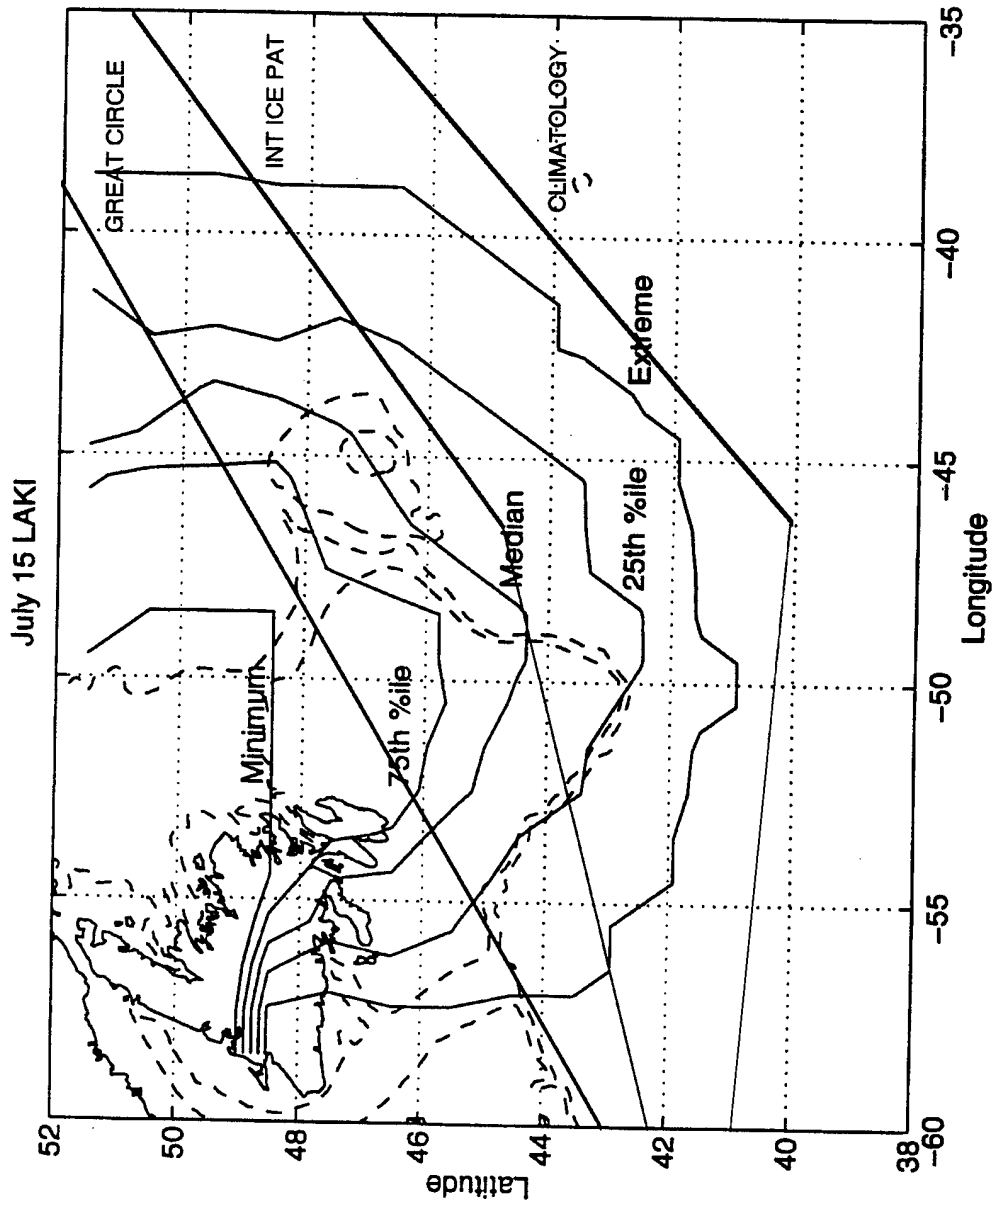 July 15 LAKI
GREAT CIRCLE
INT ICE PAT
CLIMATOLOGY
Minimum
75th %ile
Median
25th %ile
Extreme
Latitude
52
50
48
46
44
42
40
38
-60
-55
-50
-45
-40
-35
Longitude